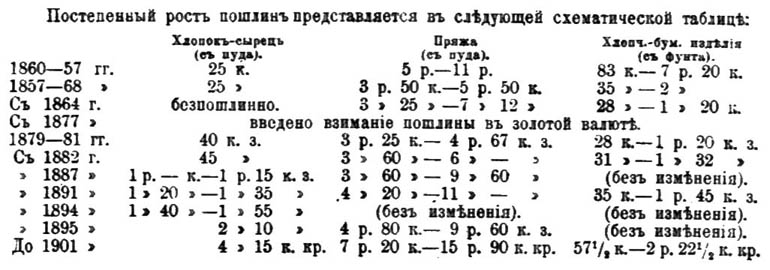 Постепенный ростъ пошлинъ представляется въ слѣдующей схематической таблицѣ:
Хлопокъ-сырецъ (съ пуда). Пряжа (съ пуда). Хлопч.-бум. издѣлія (съ фунта).
1860—57 гг. 25 к. 5 р.—11 р. 83 к.— 7 р. 20 к.
1857—68 » 25 » 3 р. 50 к.—5 р. 50 к. 35 » — 2 »
Съ 1864 г. безпошлинно. 3 » 25 » —7 » 12 » 28 » — 1 » 20 к.
Съ 1877 » введено взиманіе пошлины въ золотой валютѣ.
1879—81 гг. 40 к. з. 3 р. 25 к.— 4 р. 67 к. з. 28 к.—1 р. 20 к. з.
Съ 1882 г. 45 » 3 » 60 » — 6 » — » 31 » —1 » 32 »
» 1887 » 1 р. — к.—1 р. 15 к. з. 3 » 60 » — 9 » 60 » (безъ измѣненія).
» 1891 » 1 » 20 » —1 » 35 » 4 » 20 » —11 » — » 35 к.—1 р. 45 к. з.
» 1894 » 1 » 40 » —1 » 55 » (безъ измѣненія). (безъ измѣненія).
» 1895 » 2 » 10 » 4 р. 80 к.— 9 р. 60 к. з. (безъ измѣненія).
До 1901 » 4 » 15 к. кр. 7 р. 20 к.—15 р. 90 к. кр. 57¹/₂ к.—2 р. 22¹/₂ к. кр.